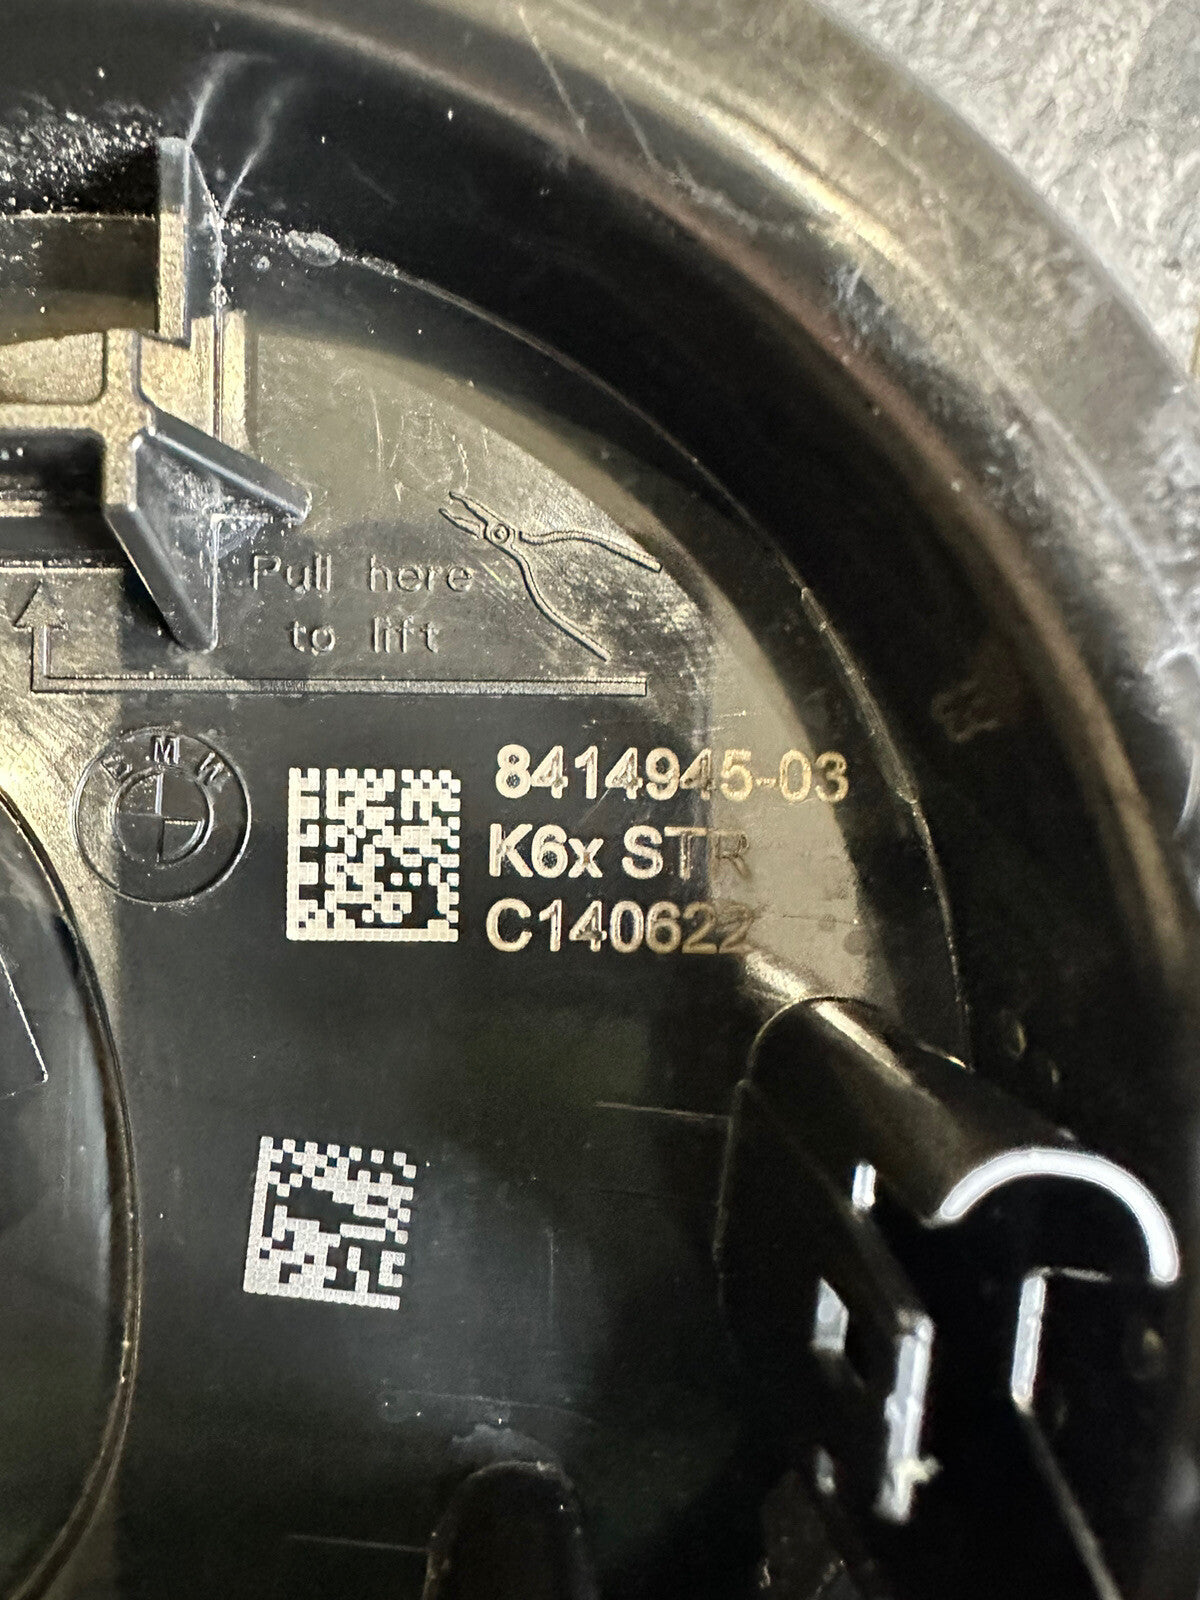 Pull here
to lift
BMW
8414945-03
K6x STR
C140622